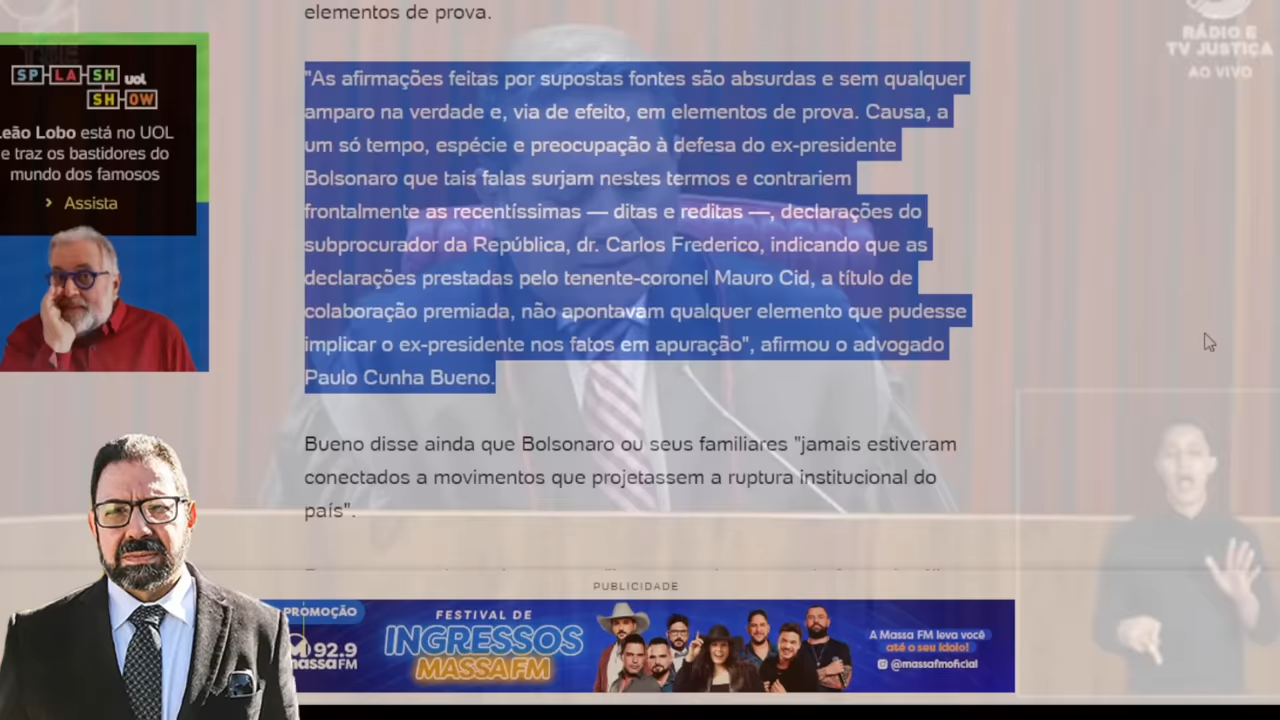 elementos de prova.
RÁDIO E
TV JUSTIÇA
AO VIVO
SPLASH uol
SHOW
Leão Lobo está no UOL
e traz os bastidores do
mundo dos famosos
Assista
"As afirmações feitas por supostas fontes são absurdas e sem qualquer
amparo na verdade e, via de efeito, em elementos de prova. Causa, a
um só tempo, espécie e preocupação à defesa do ex-presidente
Bolsonaro que tais falas surjam nestes termos e contrariem
frontalmente as recentíssimas — ditas e reditas —, declarações do
subprocurador da República, dr. Carlos Frederico, indicando que as
declarações prestadas pelo tenente-coronel Mauro Cid, a título de
colaboração premiada, não apontavam qualquer elemento que pudesse
implicar o ex-presidente nos fatos em apuração", afirmou o advogado
Paulo Cunha Bueno.
Bueno disse ainda que Bolsonaro ou seus familiares "jamais estiveram
conectados a movimentos que projetassem a ruptura institucional do
país".
PUBLICIDADE
PROMOÇÃO
92.9
massa FM
FESTIVAL DE
INGRESSOS
MASSA FM
A Massa FM leva você
até o seu ídolo!
@massafmoficial